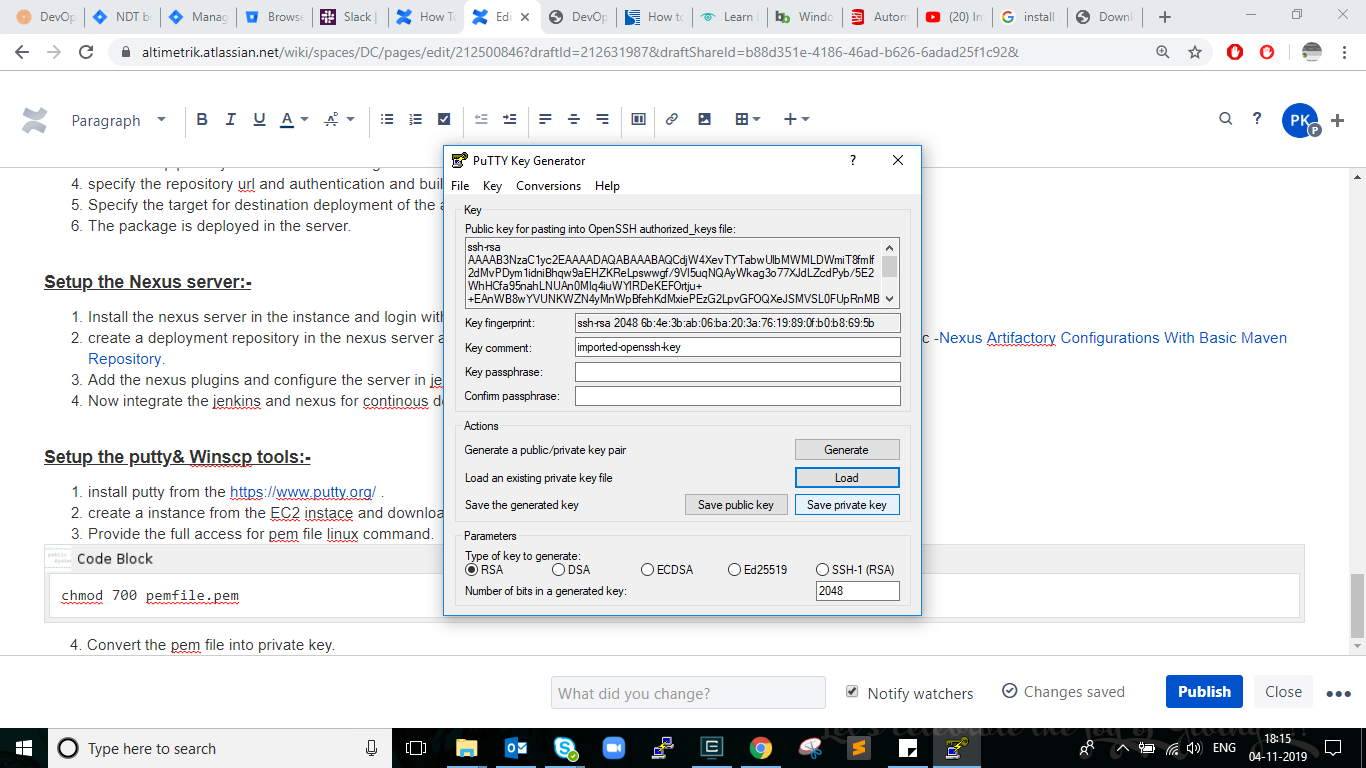 DevOp
NDT b
Manag
Browse
Slack |
How To
Edi
DevOp
How to
Learn
Windo
Autom
(20) In
install
Downl
altimetrik.atlassian.net/wiki/spaces/DC/pages/edit/212500846?draftId=212631987&draftShareId=b88d351e-4186-46ad-b626-6adad25f1c92&
Paragraph
B I U A
PK
P
4. specify the repository url and authentication and buil
5. Specify the target for destination deployment of the a
6. The package is deployed in the server.
Setup the Nexus server:-
1. Install the nexus server in the instance and login with
2. create a deployment repository in the nexus server a
c -Nexus Artifactory Configurations With Basic Maven
Repository.
3. Add the nexus plugins and configure the server in je
4. Now integrate the jenkins and nexus for continous de
Setup the putty& Winscp tools:-
1. install putty from the https://www.putty.org/ .
2. create a instance from the EC2 instace and downloa
3. Provide the full access for pem file linux command.
Code Block
chmod 700 pemfile.pem
4. Convert the pem file into private key.
PuTTY Key Generator
?
File Key Conversions Help
Key
Public key for pasting into OpenSSH authorized_keys file:
ssh-rsa
Key fingerprint:
ssh-rsa 2048 6b:4e:3b:ab:06:ba:20:3a:76:19:89:0f:b0:b8:69:5b
Key comment:
imported-openssh-key
Key passphrase:
Confirm passphrase:
Actions
Generate a public/private key pair
Generate
Load an existing private key file
Load
Save the generated key
Save public key
Save private key
Parameters
Type of key to generate:
RSA
DSA
ECDSA
Ed25519
SSH-1 (RSA)
Number of bits in a generated key:
2048
What did you change?
Notify watchers
Changes saved
Publish
Close
Type here to search
ENG
18:15
04-11-2019